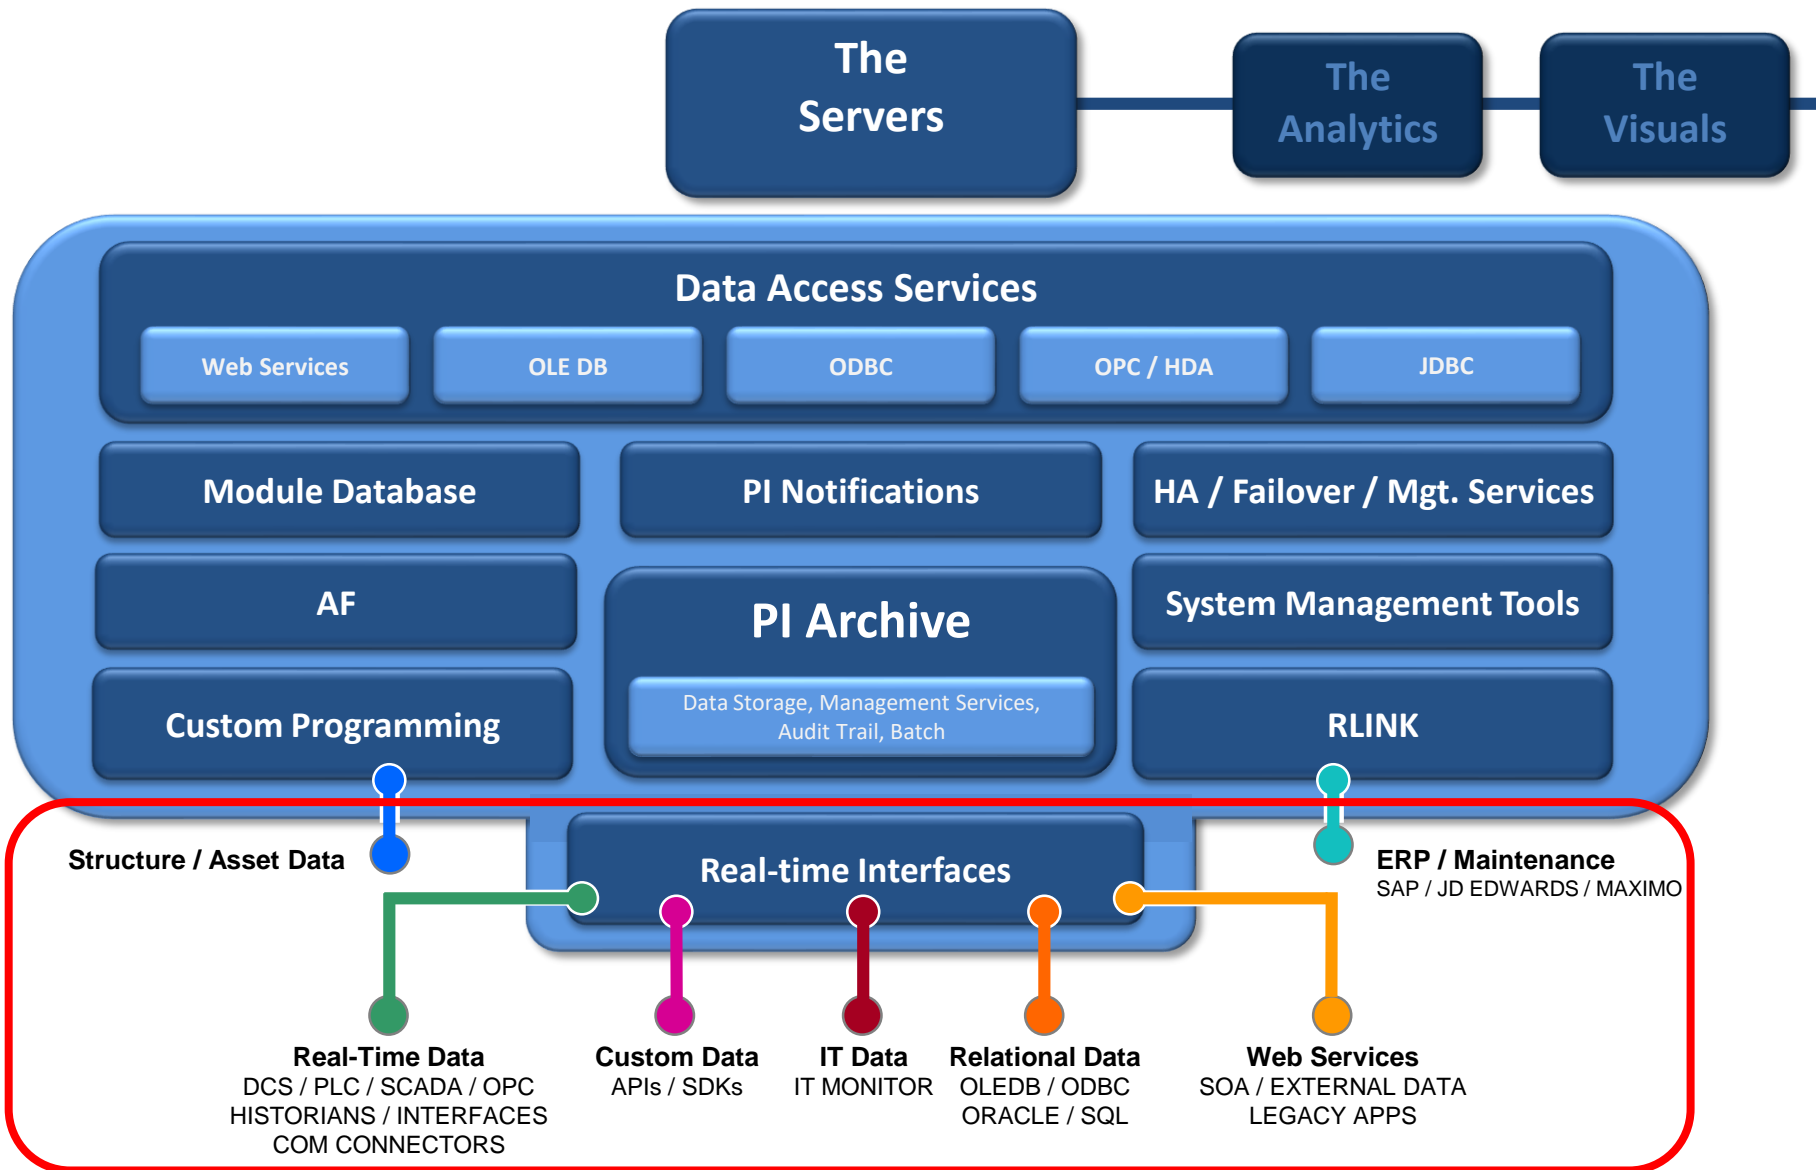 The
Servers
The
Analytics
The
Visuals
Data Access Services
Web Services
OLE DB
ODBC
OPC / HDA
JDBC
Module Database
PI Notifications
HA / Failover / Mgt. Services
AF
PI Archive
System Management Tools
Data Storage, Management Services,
Audit Trail, Batch
Custom Programming
RLINK
Structure / Asset Data
Real-time Interfaces
ERP / Maintenance
SAP / JD EDWARDS / MAXIMO
Real-Time Data
DCS / PLC / SCADA / OPC
HISTORIANS / INTERFACES
COM CONNECTORS
Custom Data
APIs / SDKs
IT Data
IT MONITOR
Relational Data
OLEDB / ODBC
ORACLE / SQL
Web Services
SOA / EXTERNAL DATA
LEGACY APPS